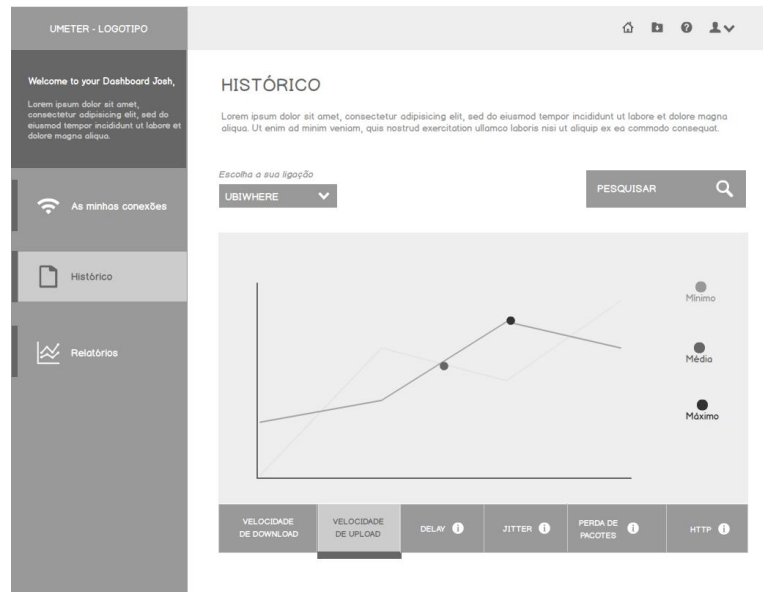 UMETER - LOGOTIPO
Welcome to your Dashboard Josh,
Lorem ipsum dolor sit amet,
consectetur adipisicing elit, sed do
eiusmod tempor incididunt ut labore et
dolore magna aliqua.
As minhas conexões
Histórico
Relatórios
HISTÓRICO
Lorem ipsum dolor sit amet, consectetur adipisicing elit, sed do eiusmod tempor incididunt ut labore et dolore magna
aliqua. Ut enim ad minim veniam, quis nostrud exercitation ullamco laboris nisi ut aliquip ex ea commodo consequat.
Escolha a sua ligação
UBIWHERE
PESQUISAR
Mínimo
Média
Máximo
VELOCIDADE
DE DOWNLOAD
VELOCIDADE
DE UPLOAD
DELAY
JITTER
PERDA DE
PACOTES
HTTP